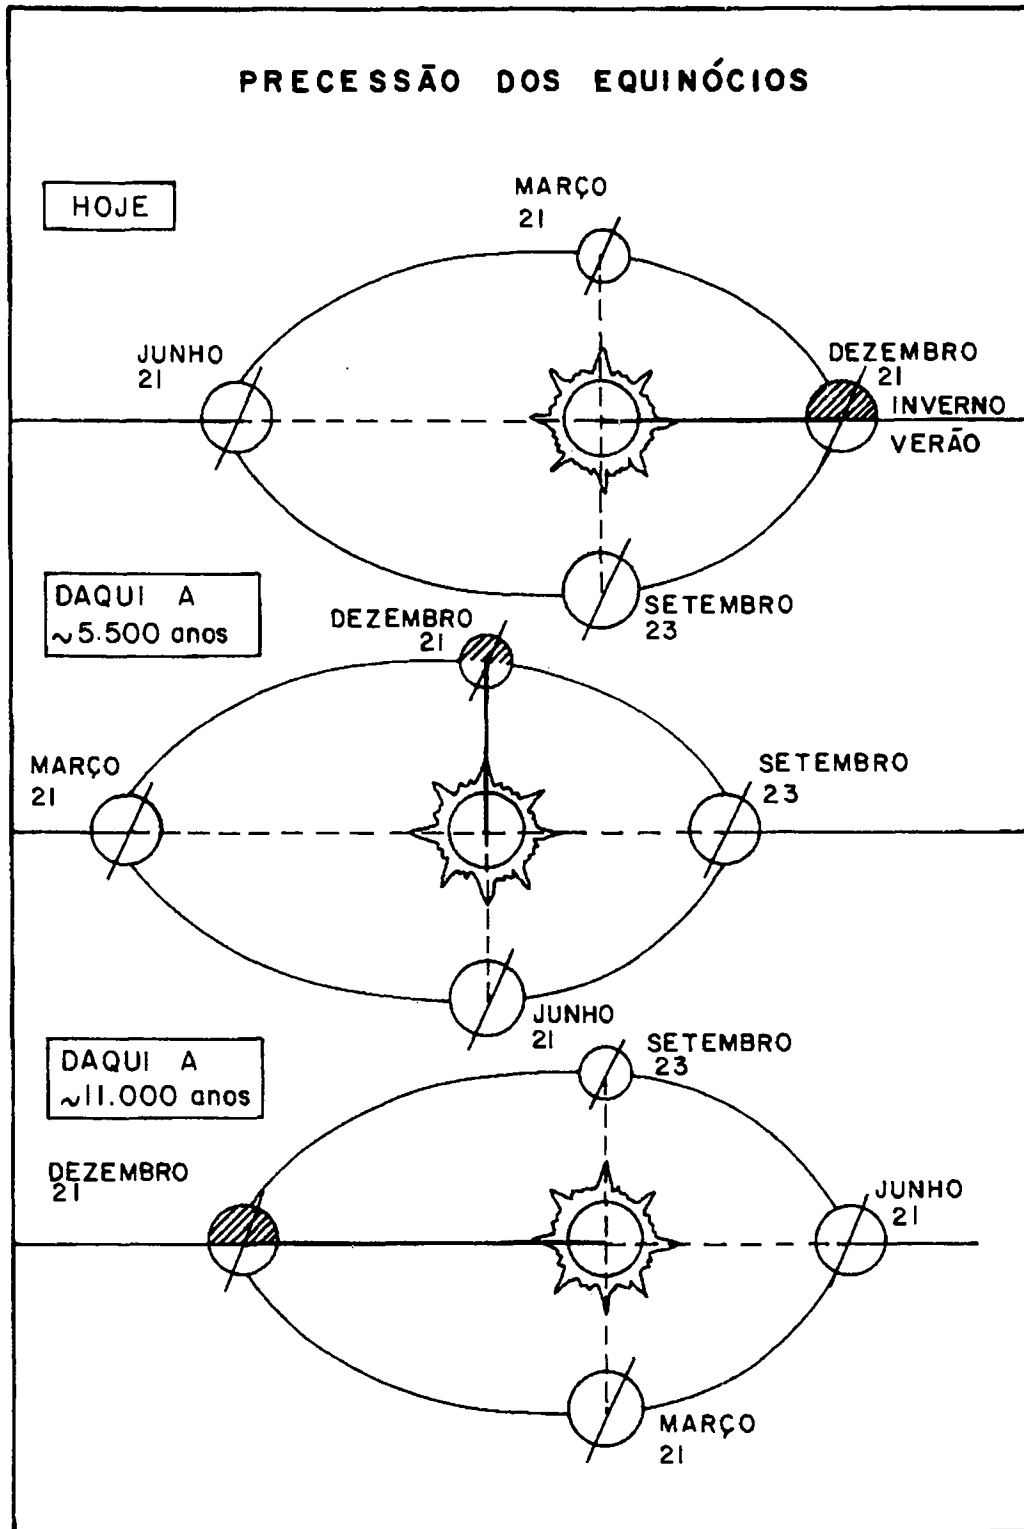 PRECESSÃO DOS EQUINÓCIOS
HOJE
MARÇO
21
JUNHO
21
DEZEMBRO
21
INVERNO
VERÃO
SETEMBRO
23
DAQUI A
~5.500 anos
DEZEMBRO
21
MARÇO
21
SETEMBRO
23
JUNHO
21
DAQUI A
~11.000 anos
SETEMBRO
23
DEZEMBRO
21
JUNHO
21
MARÇO
21